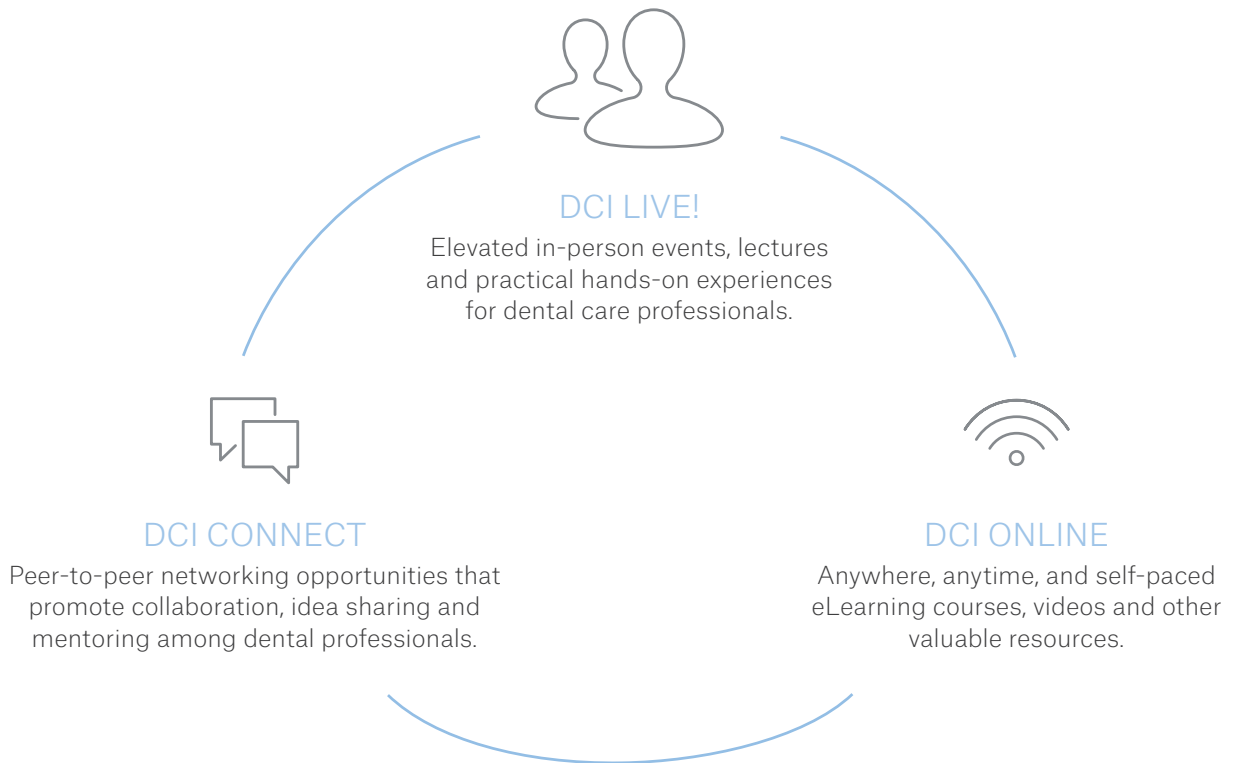 DCI LIVE!
Elevated in-person events, lectures
and practical hands-on experiences
for dental care professionals.
DCI CONNECT
Peer-to-peer networking opportunities that
promote collaboration, idea sharing and
mentoring among dental professionals.
DCI ONLINE
Anywhere, anytime, and self-paced
eLearning courses, videos and other
valuable resources.